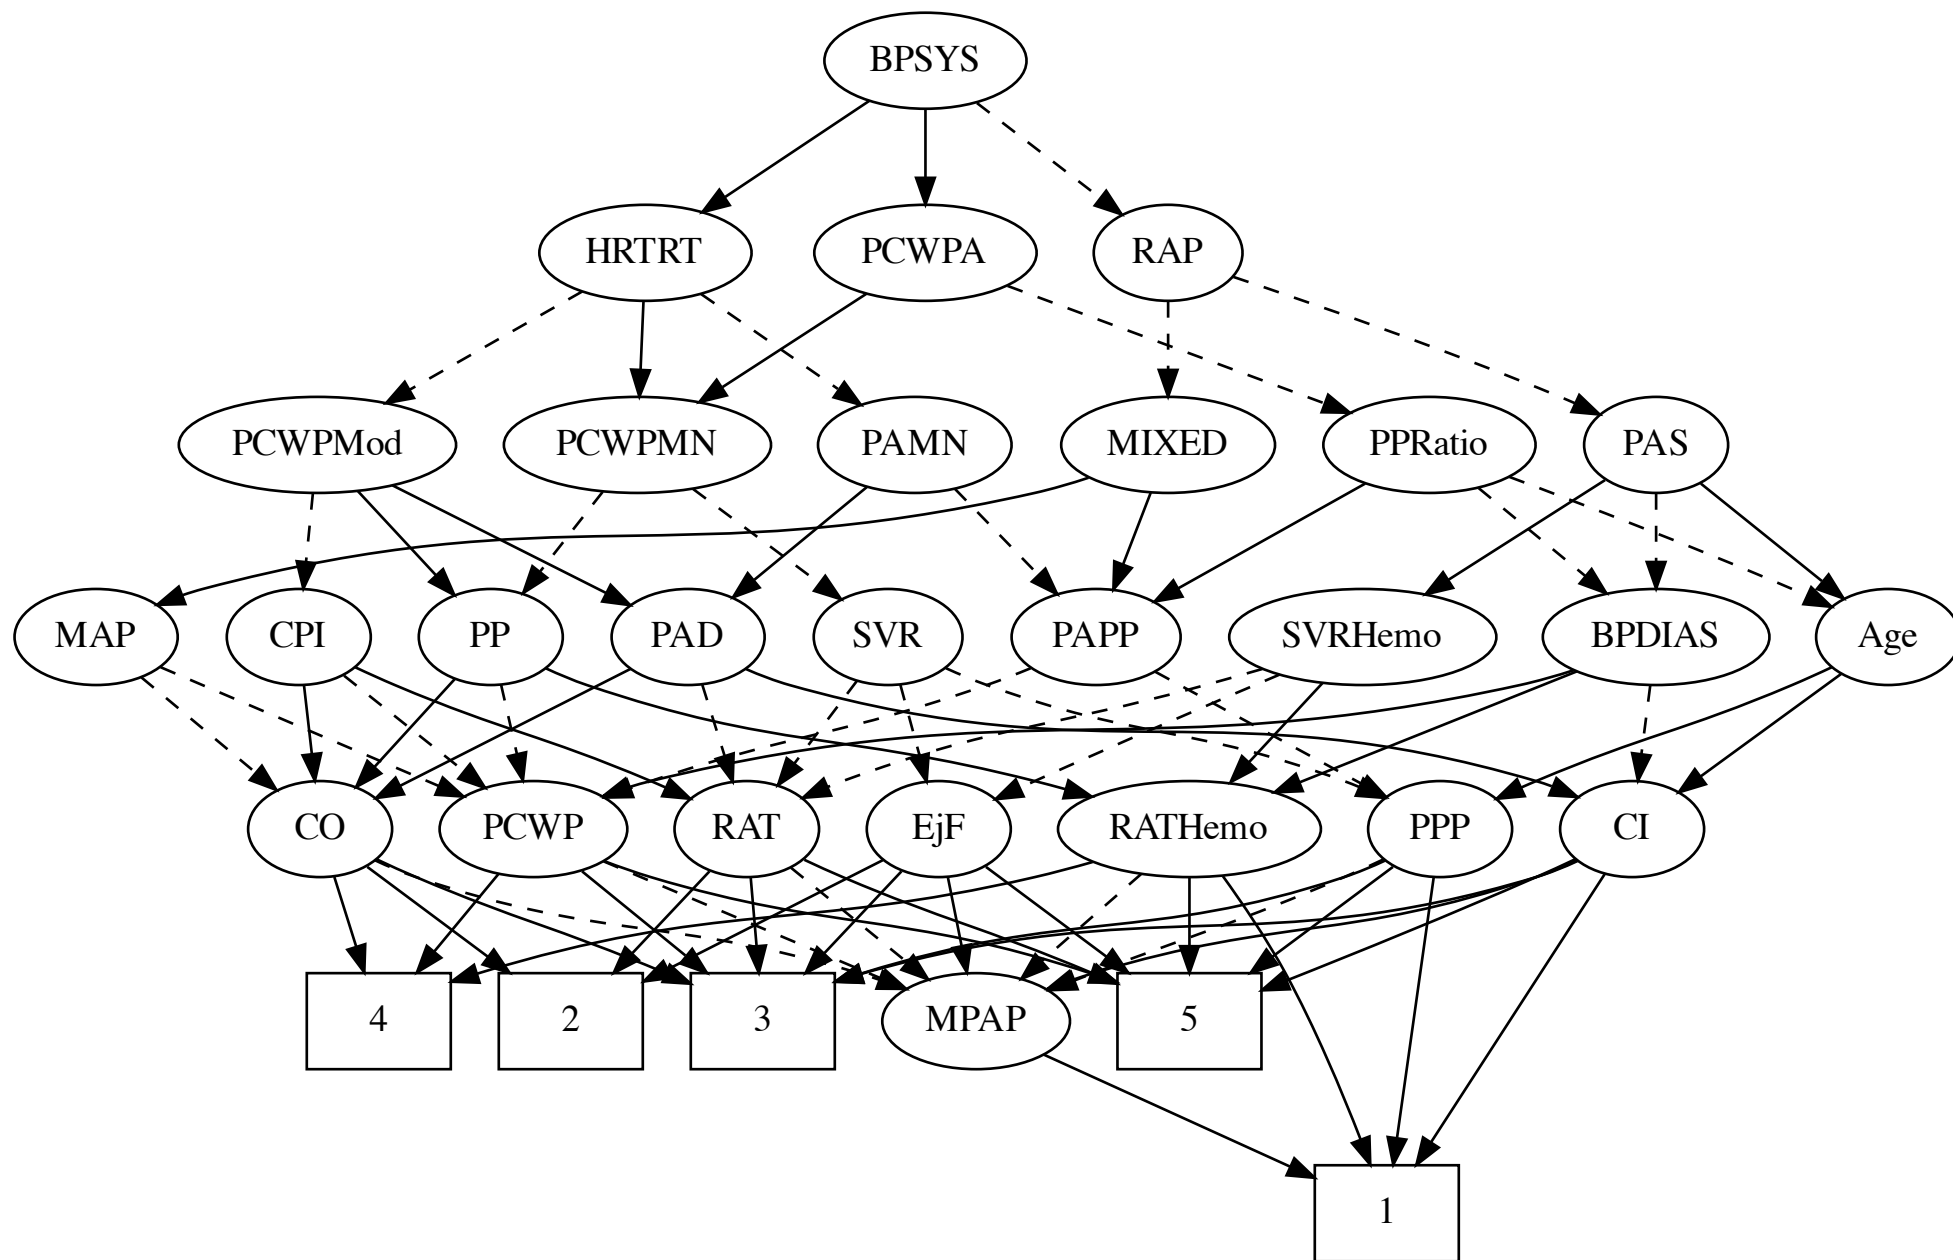 BPSYS
HRTRT PCWPA RAP
PCWPMod PCWPMN PAMN MIXED PPRatio PAS
MAP CPI PP PAD SVR PAPP SVRHemo BPDIAS Age
CO PCWP RAT EjF RATHemo PPP CI
4 2 3 MPAP 5
1